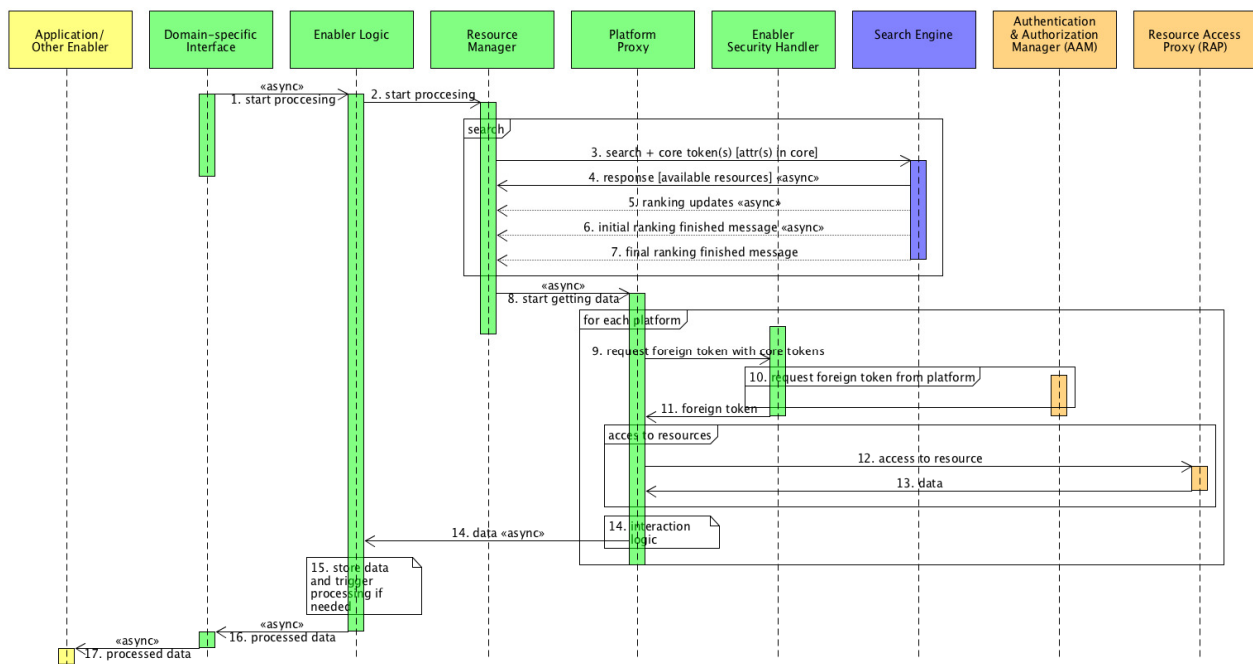 Application/
Other Enabler
Domain-specific
Interface
Enabler Logic
Resource
Manager
Platform
Proxy
Enabler
Security Handler
Search Engine
Authentication
& Authorization
Manager (AAM)
Resource Access
Proxy (RAP)
«async»
1. start proccesing
2. start proccesing
search
3. search + core token(s) [attr(s) in core]
4. response [available resources] «async»
5. ranking updates «async»
6. initial ranking finished message «async»
7. final ranking finished message
«async»
8. start getting data
for each platform
9. request foreign token with core tokens
10. request foreign token from platform
11. foreign token
acces to resources
12. access to resource
13. data
14. interaction
logic
14. data «async»
15. store data
and trigger
processing if
needed
«async»
16. processed data
«async»
17. processed data